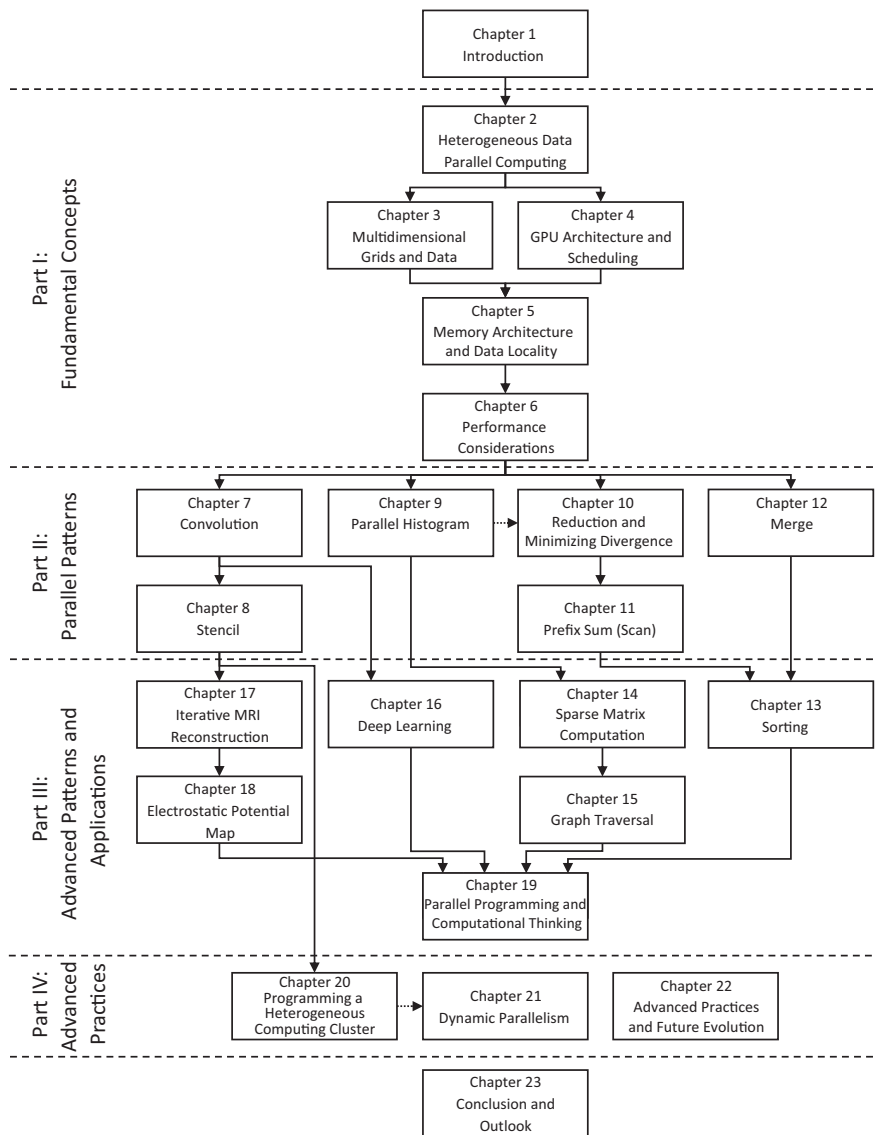 Chapter 1
Introduction
Part I:
Fundamental Concepts
Chapter 2
Heterogeneous Data
Parallel Computing
Chapter 3
Multidimensional
Grids and Data
Chapter 4
GPU Architecture and
Scheduling
Chapter 5
Memory Architecture
and Data Locality
Chapter 6
Performance
Considerations
Part II:
Parallel Patterns
Chapter 7
Convolution
Chapter 9
Parallel Histogram
Chapter 10
Reduction and
Minimizing Divergence
Chapter 12
Merge
Chapter 8
Stencil
Chapter 11
Prefix Sum (Scan)
Part III:
Advanced Patterns and
Applications
Chapter 17
Iterative MRI
Reconstruction
Chapter 16
Deep Learning
Chapter 14
Sparse Matrix
Computation
Chapter 13
Sorting
Chapter 18
Electrostatic Potential
Map
Chapter 15
Graph Traversal
Chapter 19
Parallel Programming and
Computational Thinking
Part IV:
Advanced
Practices
Chapter 20
Programming a
Heterogeneous
Computing Cluster
Chapter 21
Dynamic Parallelism
Chapter 22
Advanced Practices
and Future Evolution
Chapter 23
Conclusion and
Outlook